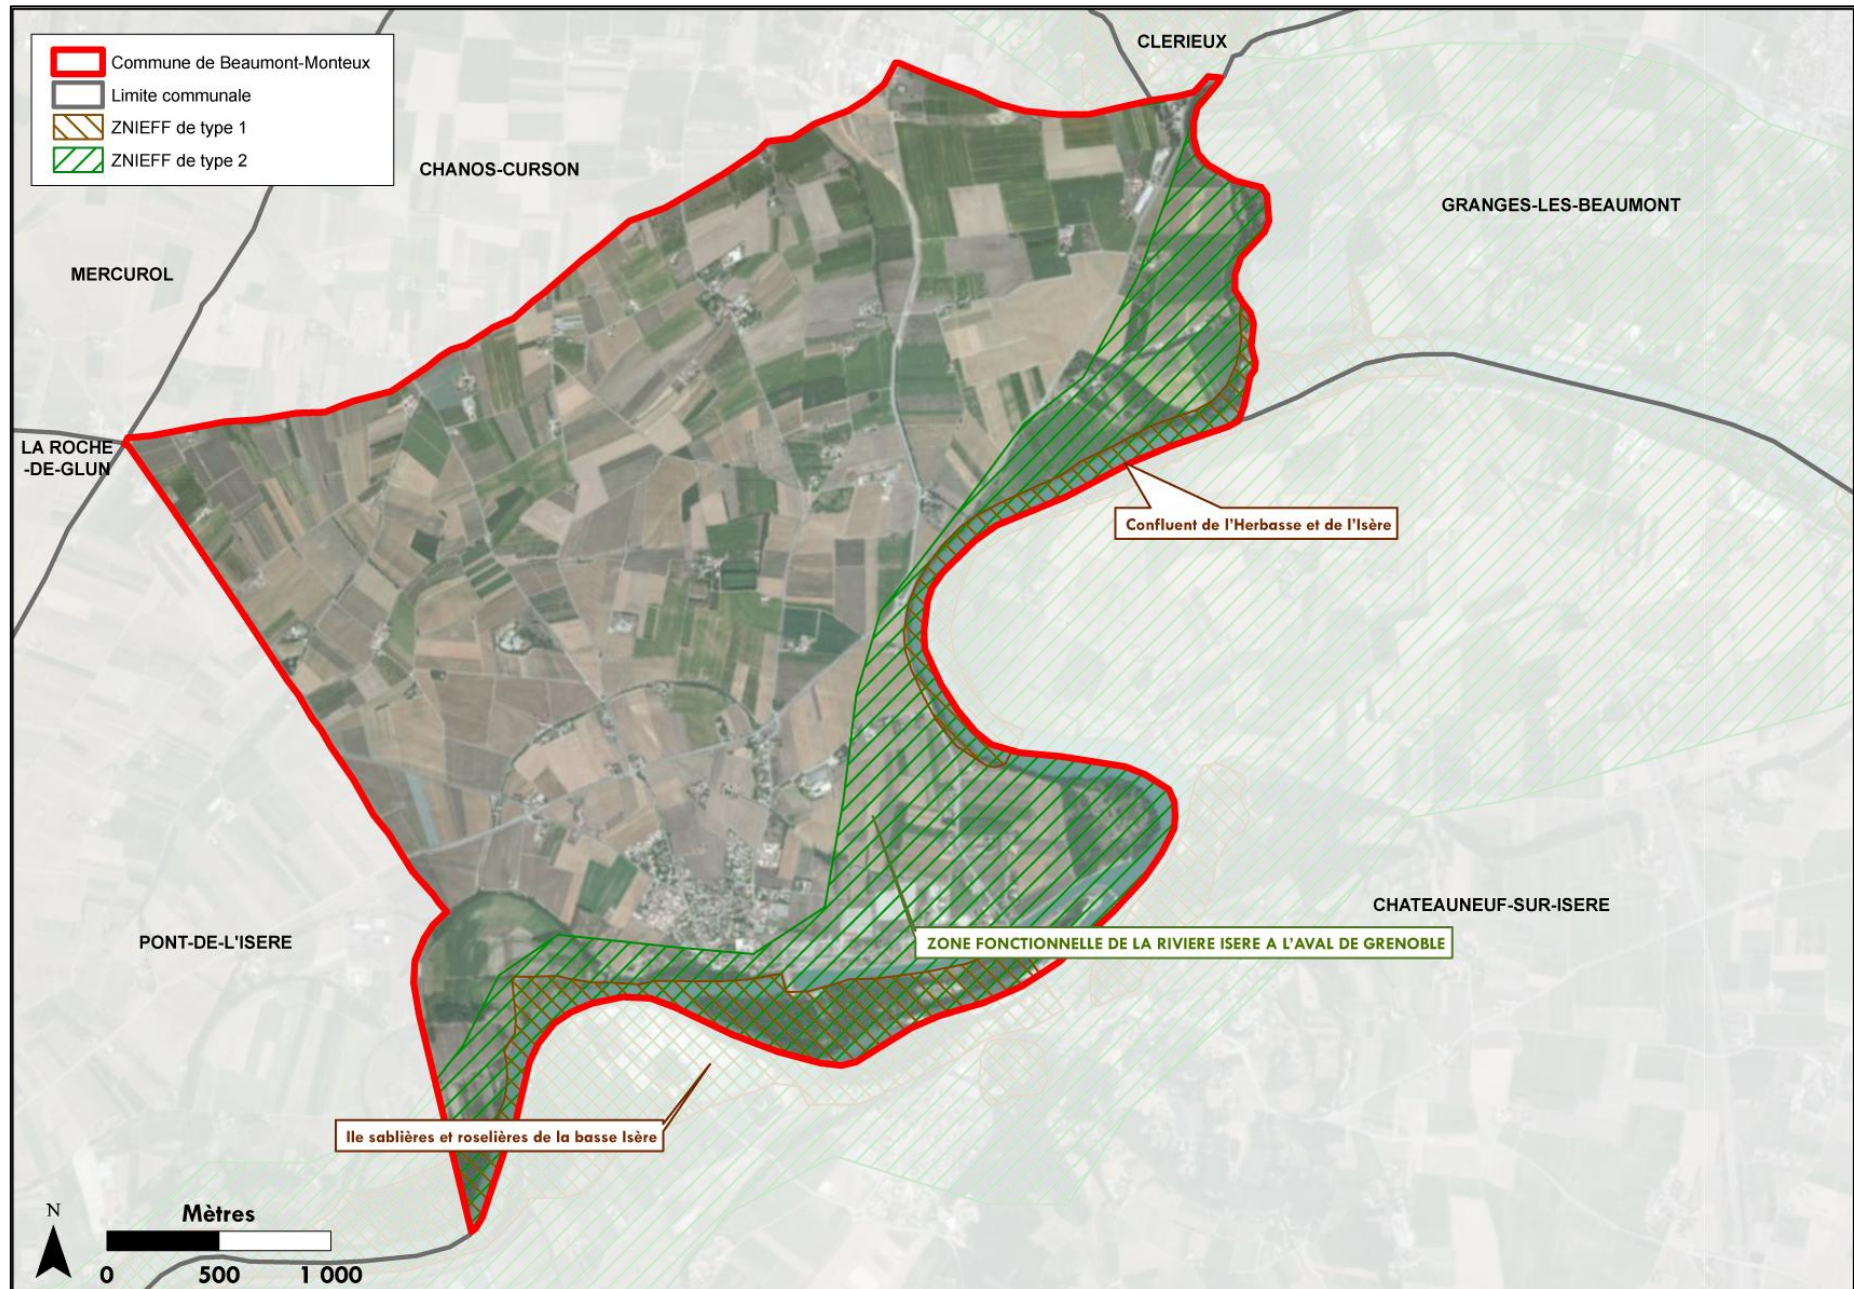 Commune de Beaumont-Monteux
Limite communale
ZNIEFF de type 1
ZNIEFF de type 2
CLERIEUX
CHANOS-CURSON
GRANGES-LES-BEAUMONT
MERCUROL
LA ROCHE
-DE-GLUN
Confluent de l'Herbasse et de l'Isère
CHATEAUNEUF-SUR-ISERE
PONT-DE-L'ISERE
ZONE FONCTIONNELLE DE LA RIVIERE ISERE A L'AVAL DE GRENOBLE
Ile sablières et roselières de la basse Isère
N
Mètres
0 500 1 000